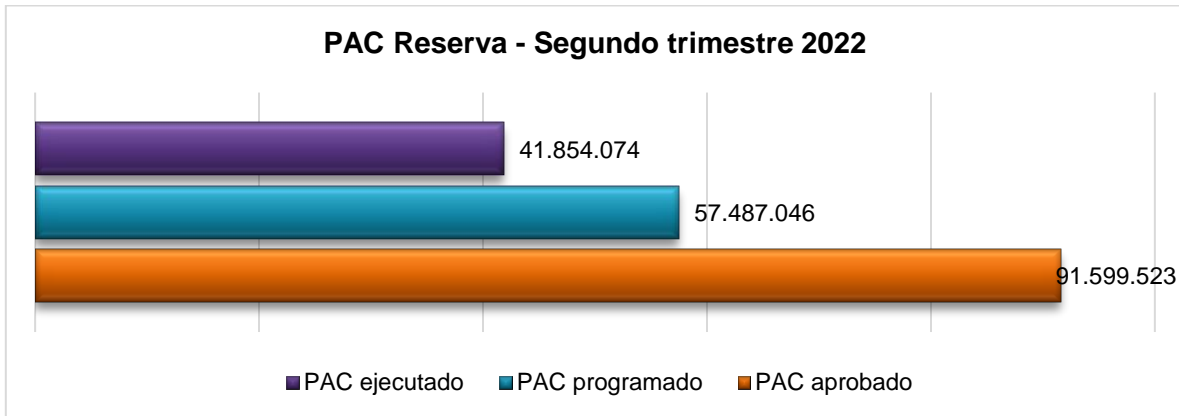 PAC Reserva - Segundo trimestre 2022
41.854.074
57.487.046
91.599.523
PAC ejecutado PAC programado PAC aprobado